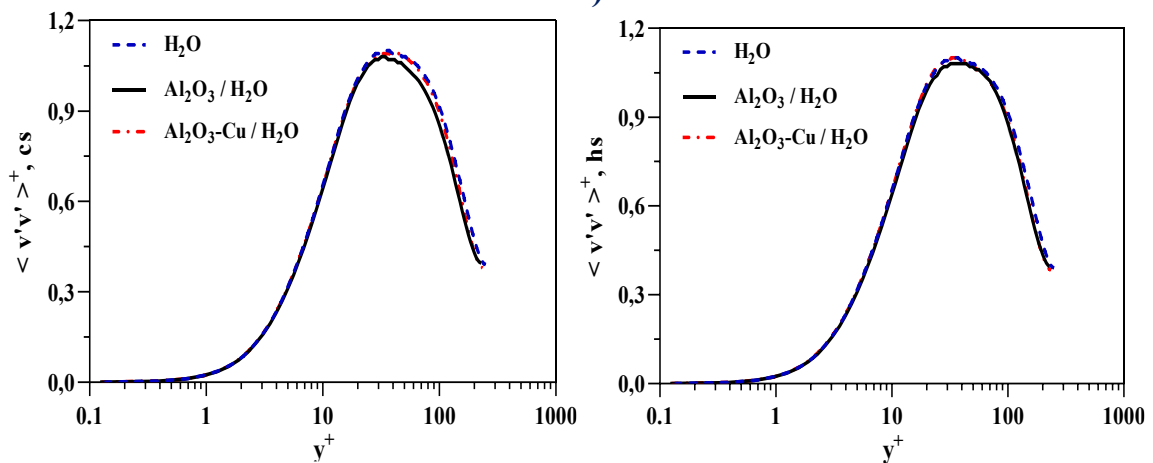 )
1,2
H2O
Al2O3 / H2O
Al2O3-Cu / H2O
0,9
0,6
0,3
0,0
< v'v' >+, cs
0.1
1
10
100
1000
y+
1,2
H2O
Al2O3 / H2O
Al2O3-Cu / H2O
0,9
0,6
0,3
0,0
< v'v' >+, hs
0.1
1
10
100
1000
y+